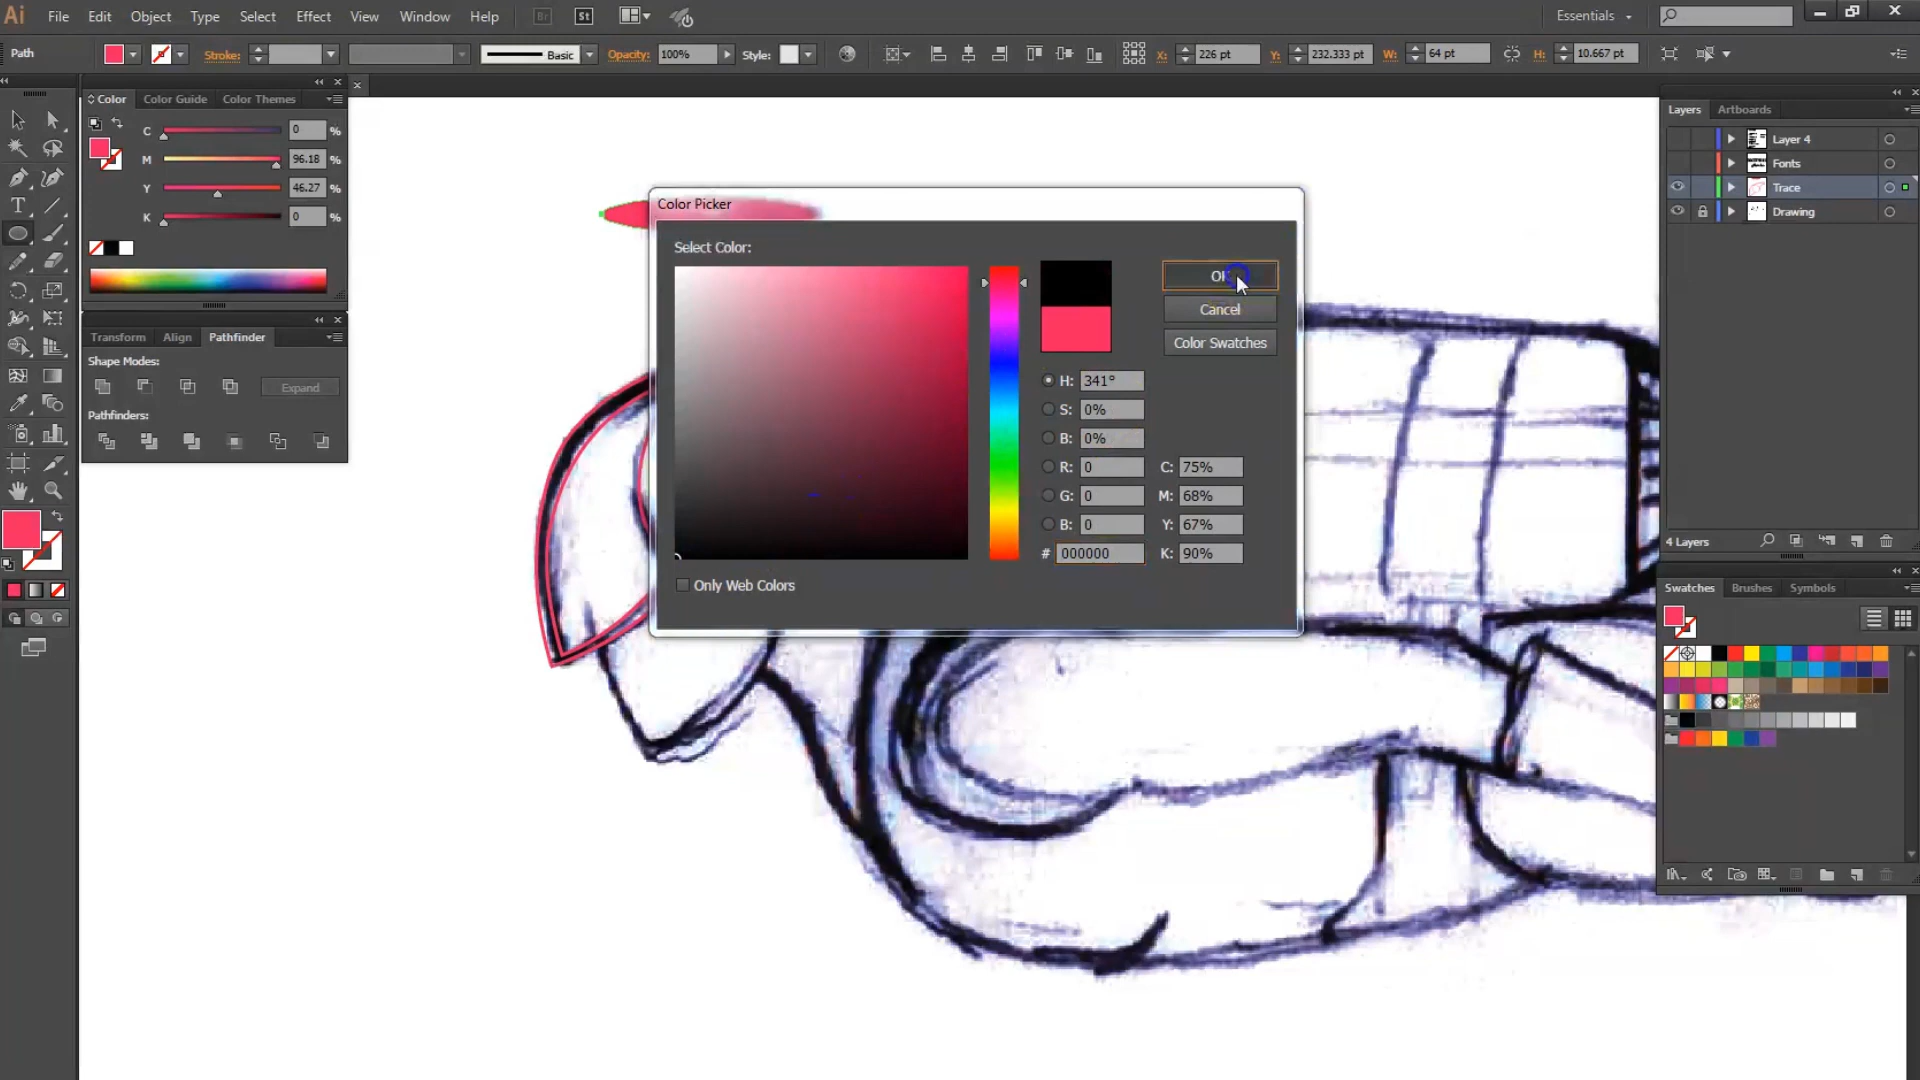 Ai File Edit Object Type Select Effect View Window Help Br St Essentials
Path Stroke: Basic Opacity: 100% Style: X: 226 pt Y: 232.333 pt W: 64 pt H: 10.667 pt
Color Color Guide Color Themes
C 0 %
M 96.18 %
Y 46.27 %
K 0 %
Transform Align Pathfinder
Shape Modes:
Expand
Pathfinders:
Color Picker
Select Color:
OK
Cancel
Color Swatches
H: 341°
S: 0%
B: 0%
R: 0 C: 75%
G: 0 M: 68%
B: 0 Y: 67%
# 000000 K: 90%
Only Web Colors
Layers Artboards
Layer 4
Fonts
Trace
Drawing
4 Layers
Swatches Brushes Symbols